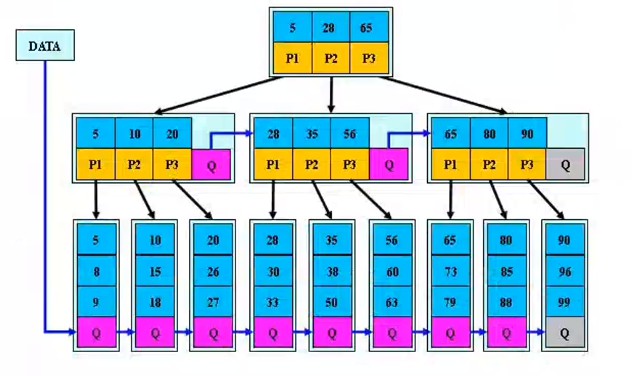 5 28 65
DATA
P1 P2 P3
5 10 20
28 35 56
65 80 90
P1 P2 P3 Q
P1 P2 P3 Q
P1 P2 P3 Q
5 10 20 28 35 56 65 80 90
8 15 26 30 38 60 73 85 96
9 18 27 33 50 63 79 88 99
Q Q Q Q Q Q Q Q Q